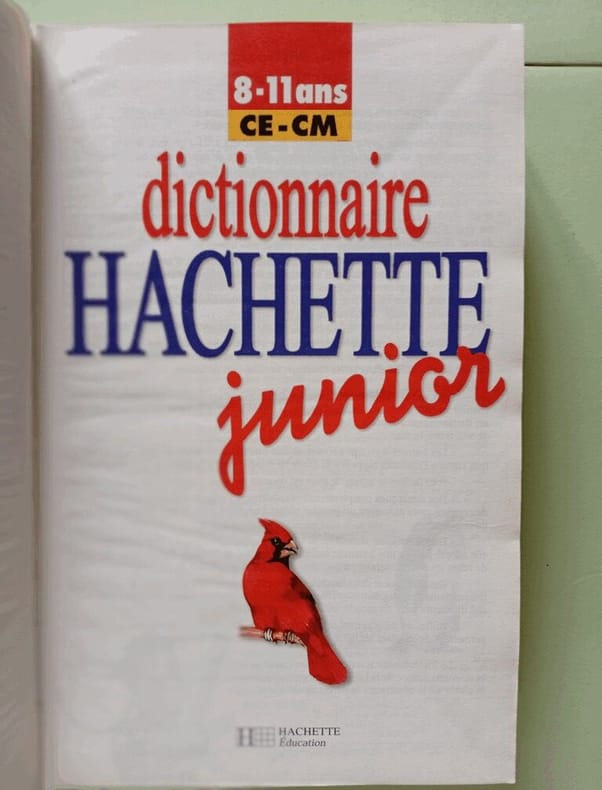 8-11ans
CE-CM
dictionnaire
HACHETTE
junior
H HACHETTE
Éducation